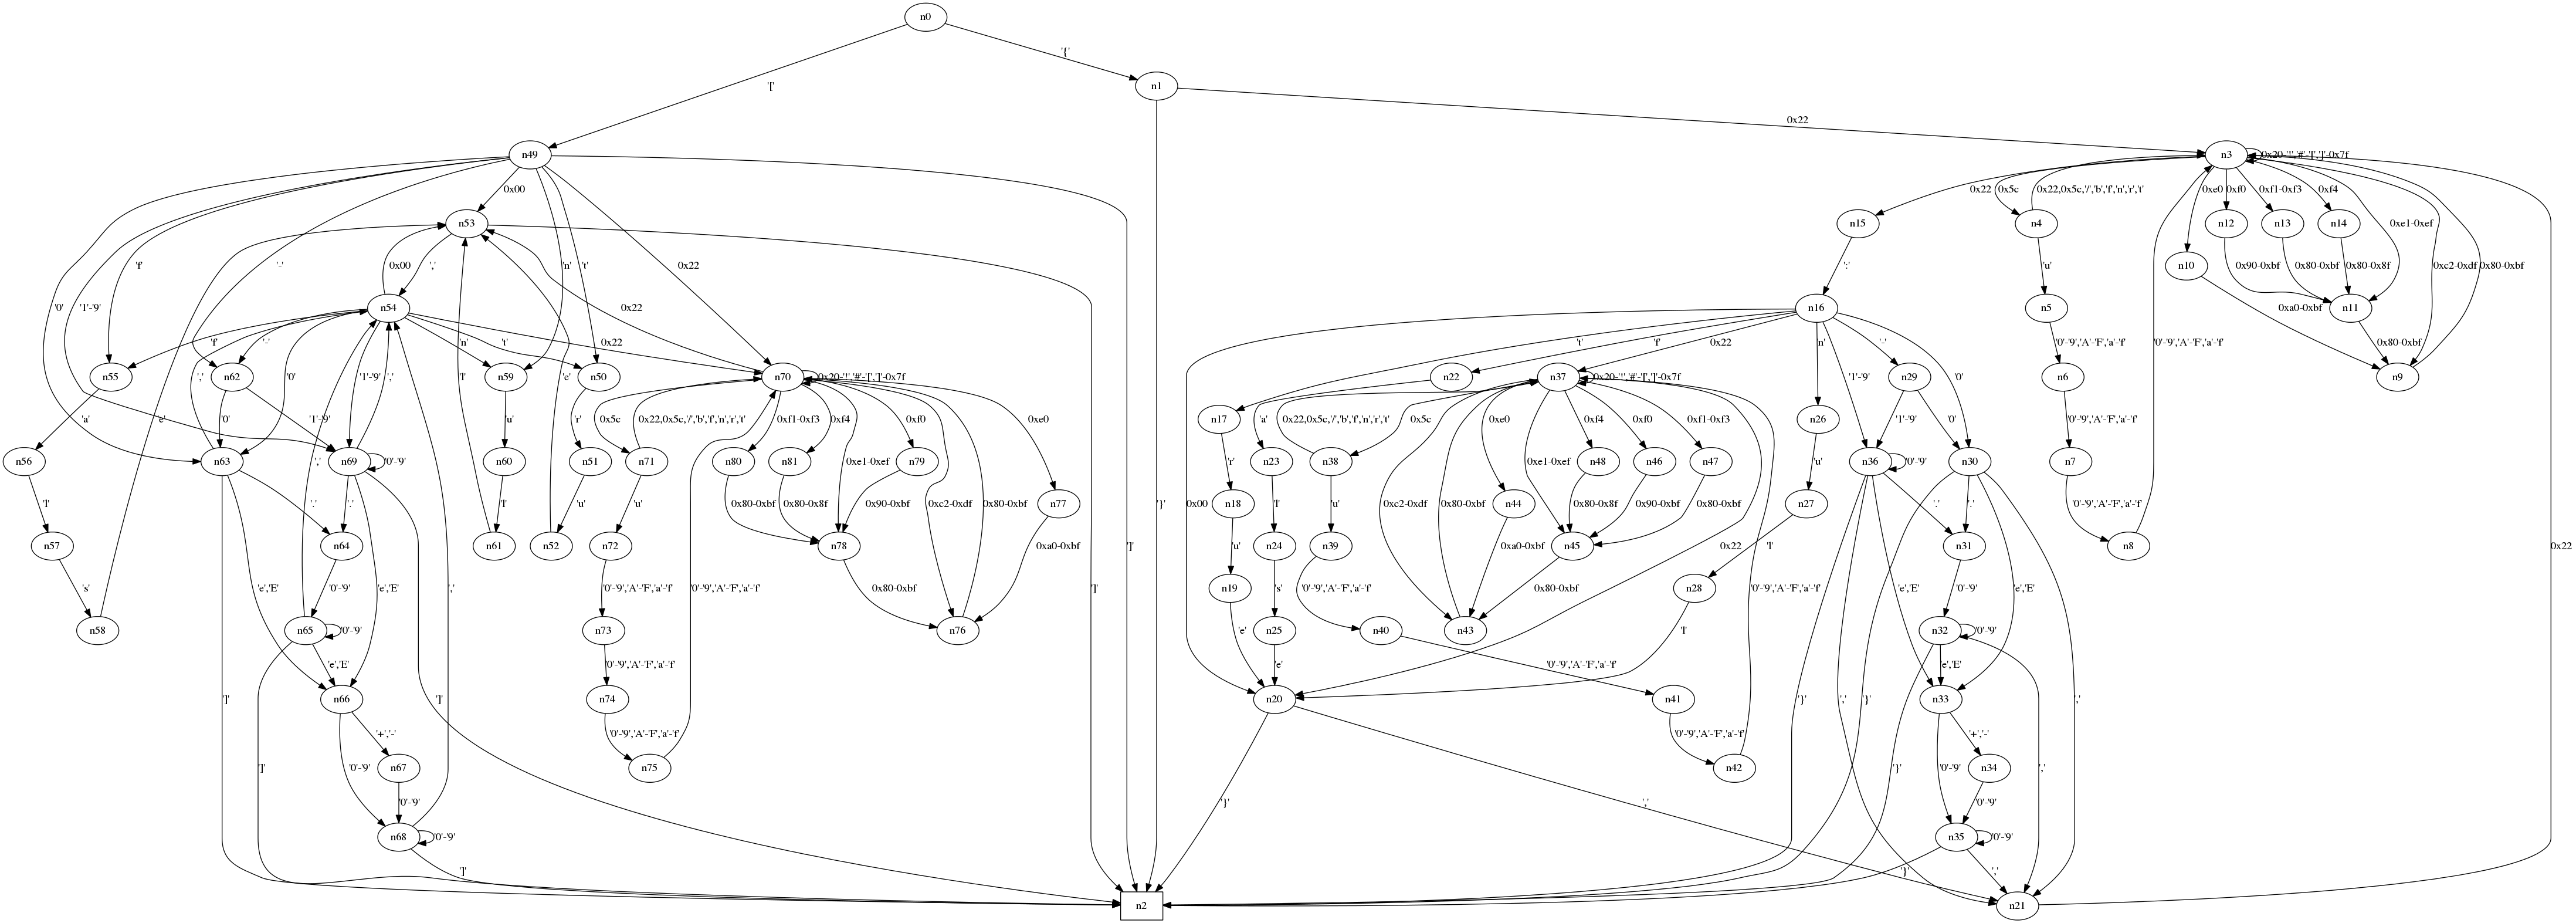 n0
'['
'{'
n1
n49
0x22
'}'
n3
0x20-'!','#'-'[',']'-0x7f
0x00
'f'
'-'
'0'
'1'-'9'
'n'
't'
0x22
']'
n53
','
']'
0x00
0x22
n54
'f'
'-'
'0'
'1'-'9'
','
','
'n'
't'
0x22
n55
n62
n59
n50
n70
0x20-'!','#'-'[',']'-0x7f
'a'
'0'
'1'-'9'
'e'
','
'l'
'u'
'e'
'r'
0x5c
0x22,0x5c,'/','b','f','n','r','t'
0xf1-0xf3
0xf4
0xe1-0xef
0xf0
0xc2-0xdf
0x80-0xbf
0xe0
n56
n63
n69
'0'-'9'
n60
n51
n71
n80
n81
n79
n77
'l'
'.'
'.'
'e','E'
'e','E'
']'
']'
'l'
'u'
'u'
0x80-0xbf
0x80-0x8f
0x90-0xbf
0xa0-0xbf
n57
n64
n61
n52
n72
n78
's'
'0'-'9'
'0'-'9','A'-'F','a'-'f'
'0'-'9','A'-'F','a'-'f'
0x80-0xbf
n58
n65
'0'-'9'
n73
n76
'e','E'
']'
','
'0'-'9','A'-'F','a'-'f'
n66
n74
'+','-'
'0'-'9'
'0'-'9','A'-'F','a'-'f'
n67
n75
'0'-'9'
n68
'0'-'9'
']'
0x22
0x5c
0x22,0x5c,'/','b','f','n','r','t'
0xe0
0xf0
0xf1-0xf3
0xf4
0xe1-0xef
0xc2-0xdf
0x80-0xbf
0x22
n15
n4
n12
n13
n14
':'
'u'
n10
0x90-0xbf
0x80-0xbf
0x80-0x8f
n16
n5
0xa0-0xbf
n11
0x00
't'
'f'
0x22
'n'
'1'-'9'
'-'
'0'
'0'-'9','A'-'F','a'-'f'
'0'-'9','A'-'F','a'-'f'
0x80-0xbf
n22
n37
0x20-'!','#'-'[',']'-0x7f
n29
n6
n9
n17
'a'
0x22,0x5c,'/','b','f','n','r','t'
0x5c
0xe0
0xe1-0xef
0xf4
0xf0
0xf1-0xf3
0xc2-0xdf
0x80-0xbf
0x22
n26
'1'-'9'
'0'
'0'-'9','A'-'F','a'-'f'
'r'
n23
n38
n48
n46
n47
'u'
n36
'0'-'9'
n30
n7
n18
'l'
'u'
n44
0x80-0x8f
0x90-0xbf
0x80-0xbf
n27
'.'
'.'
'e','E'
'e','E'
'}'
','
'}'
','
'0'-'9','A'-'F','a'-'f'
'u'
n24
n39
0xa0-0xbf
n45
'l'
n31
n8
n19
's'
'0'-'9','A'-'F','a'-'f'
0x80-0xbf
n28
'0'-'9'
'0'-'9','A'-'F','a'-'f'
'e'
n25
n40
n43
'l'
n32
'0'-'9'
'e'
'0'-'9','A'-'F','a'-'f'
'e','E'
'}'
','
n20
n41
n33
'0'-'9','A'-'F','a'-'f'
'+','-'
'0'-'9'
n42
n34
'}'
','
'0'-'9'
n35
'0'-'9'
'}'
','
n2
n21